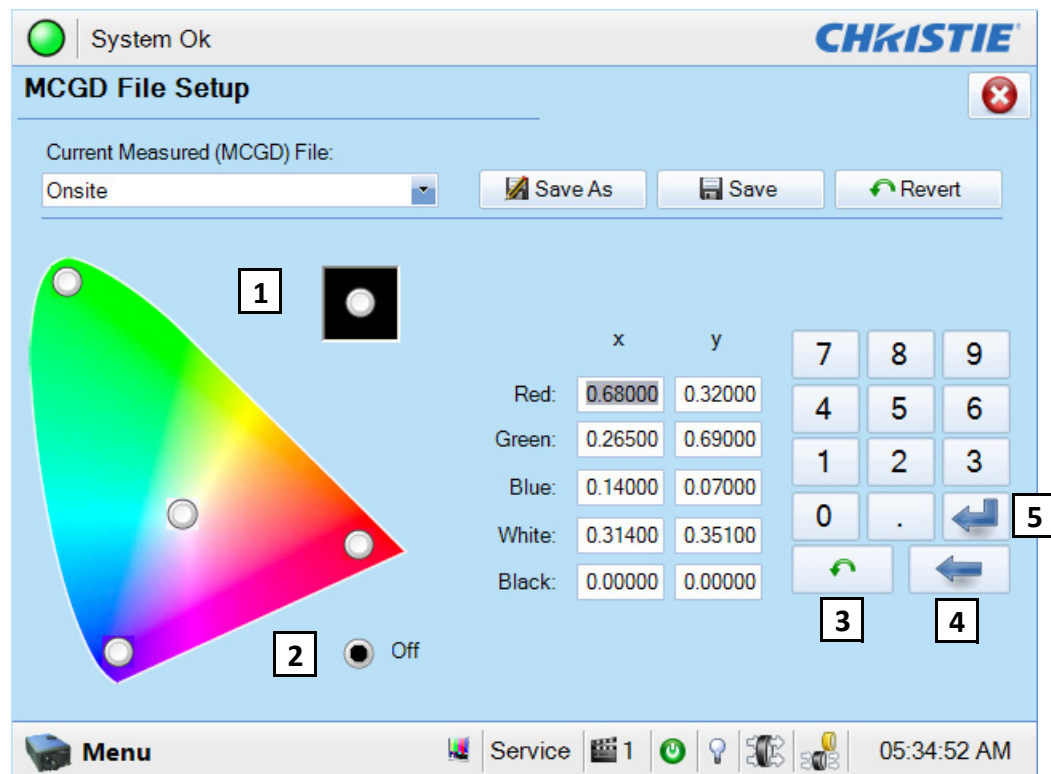 System Ok
CHRISTIE
MCGD File Setup
Current Measured (MCGD) File:
Onsite
Save As
Save
Revert
1
x y
7 8 9
Red: 0.68000 0.32000
4 5 6
Green: 0.26500 0.69000
1 2 3
Blue: 0.14000 0.07000
0 . 5
White: 0.31400 0.35100
Black: 0.00000 0.00000
3 4
2 Off
Menu
Service
1
05:34:52 AM